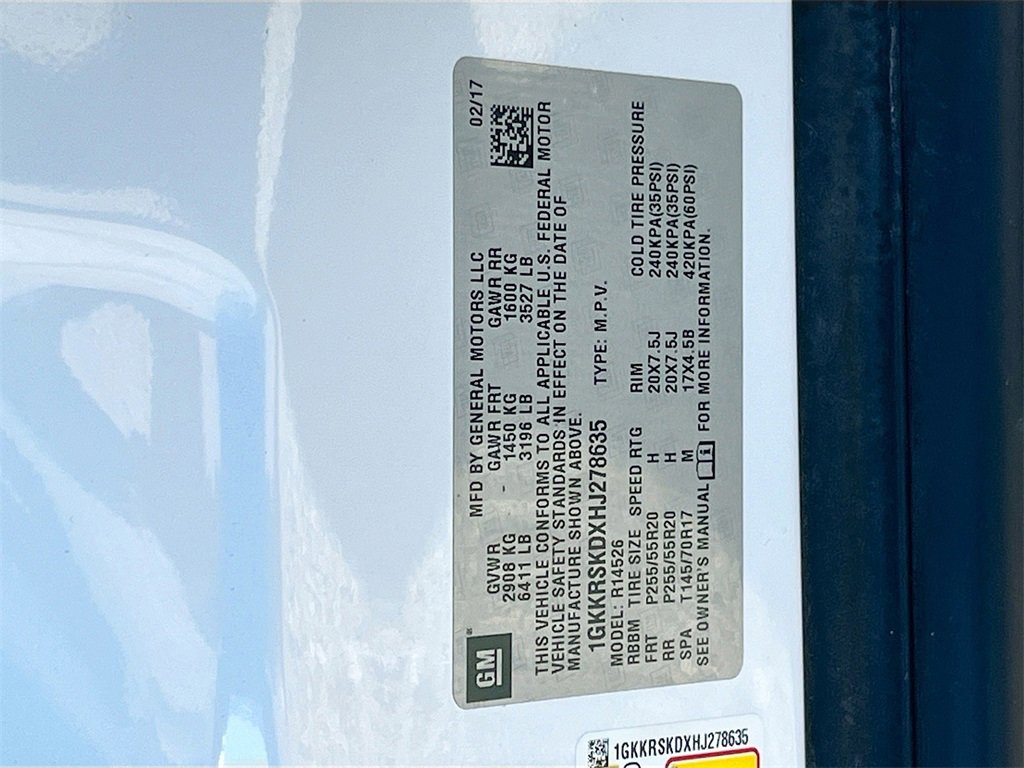 GM
MFD BY GENERAL MOTORS LLC 02/17
GVWR - GAWR FRT GAWR RR
2908 KG 1450 KG 1600 KG
6411 LB 3196 LB 3527 LB
THIS VEHICLE CONFORMS TO ALL APPLICABLE U.S. FEDERAL MOTOR
VEHICLE SAFETY STANDARDS IN EFFECT ON THE DATE OF
MANUFACTURE SHOWN ABOVE.
1GKKRSKDXHJ278635 TYPE: M.P.V.
MODEL: R14526
RBBM TIRE SIZE SPEED RTG RIM COLD TIRE PRESSURE
FRT P255/55R20 H 20X7.5J 240KPA(35PSI)
RR P255/55R20 H 20X7.5J 240KPA(35PSI)
SPA T145/70R17 M 17X4.5B 420KPA(60PSI)
SEE OWNER'S MANUAL FOR MORE INFORMATION.
1GKKRSKDXHJ278635